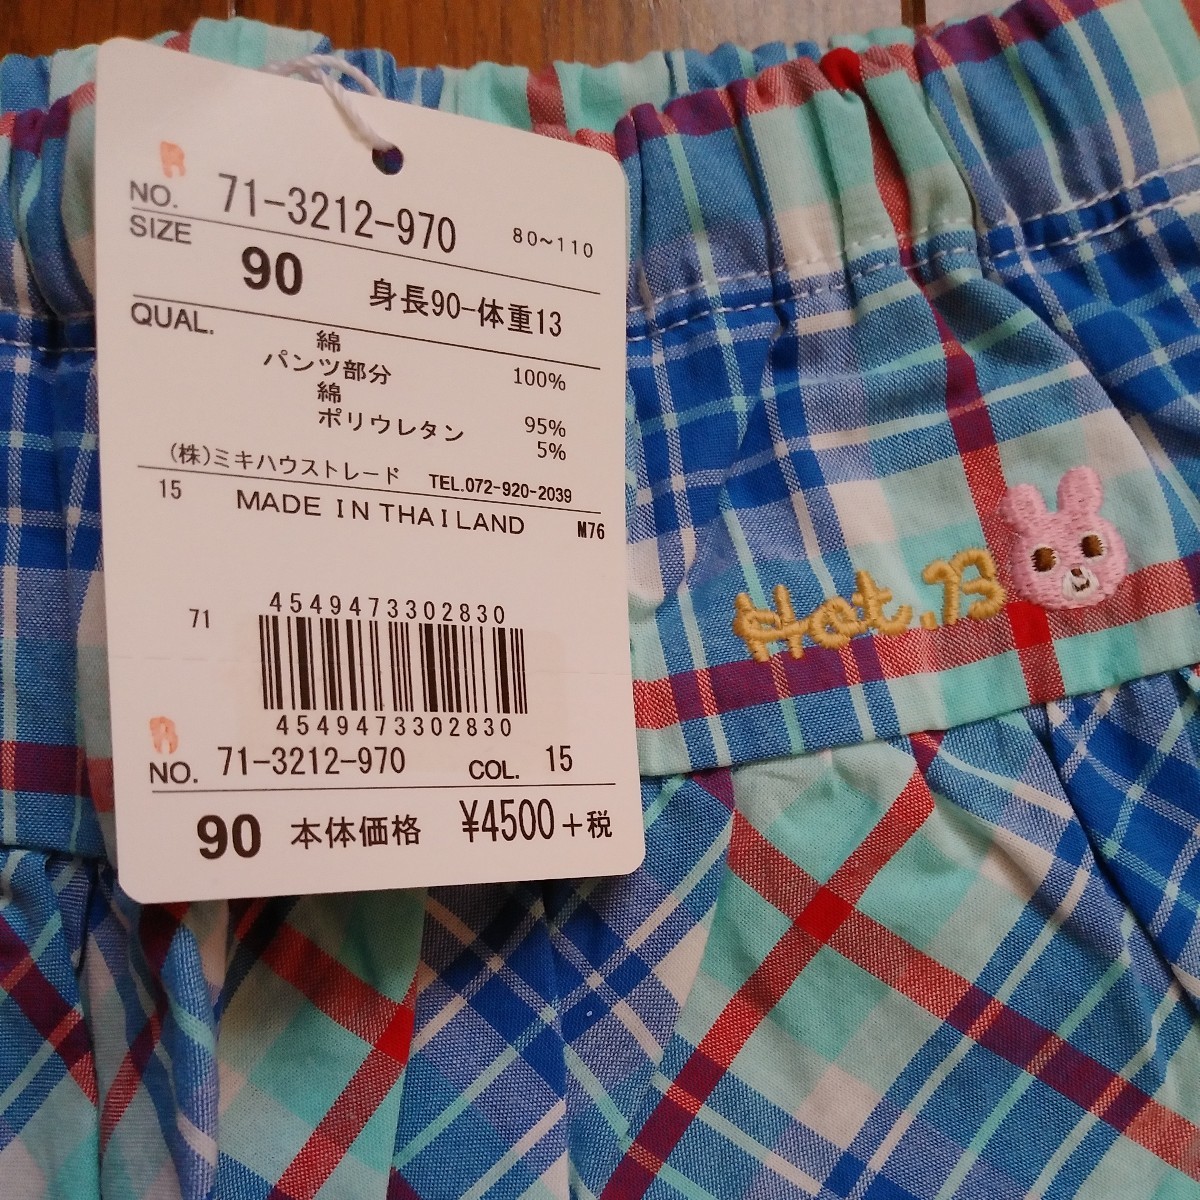 NO. 71-3212-970 80~110
SIZE 90 身長90-体重13
QUAL. 綿 100%
パンツ部分
綿 95%
ポリウレタン 5%
(株)ミキハウストレード TEL.072-920-2039
15 MADE IN THAILAND M76
4549473302830
71
4549473302830
NO. 71-3212-970 COL. 15
90 本体価格 ¥4500+税
Hot.B